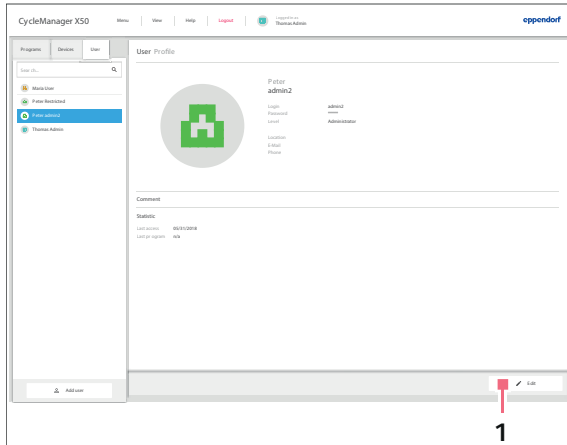 CycleManager X50
Menu
View
Help
Logout
Logged in as
Thomas Admin
eppendorf
Programs
Devices
User
Search...
Maria User
Peter Restricted
Peter admin2
Thomas Admin
Add user
User Profile
Peter
admin2
Login admin2
Password ******
Level Administrator
Location
E-Mail
Phone
Comment
Statistic
Last access 05/31/2018
Last program n/a
Edit
1